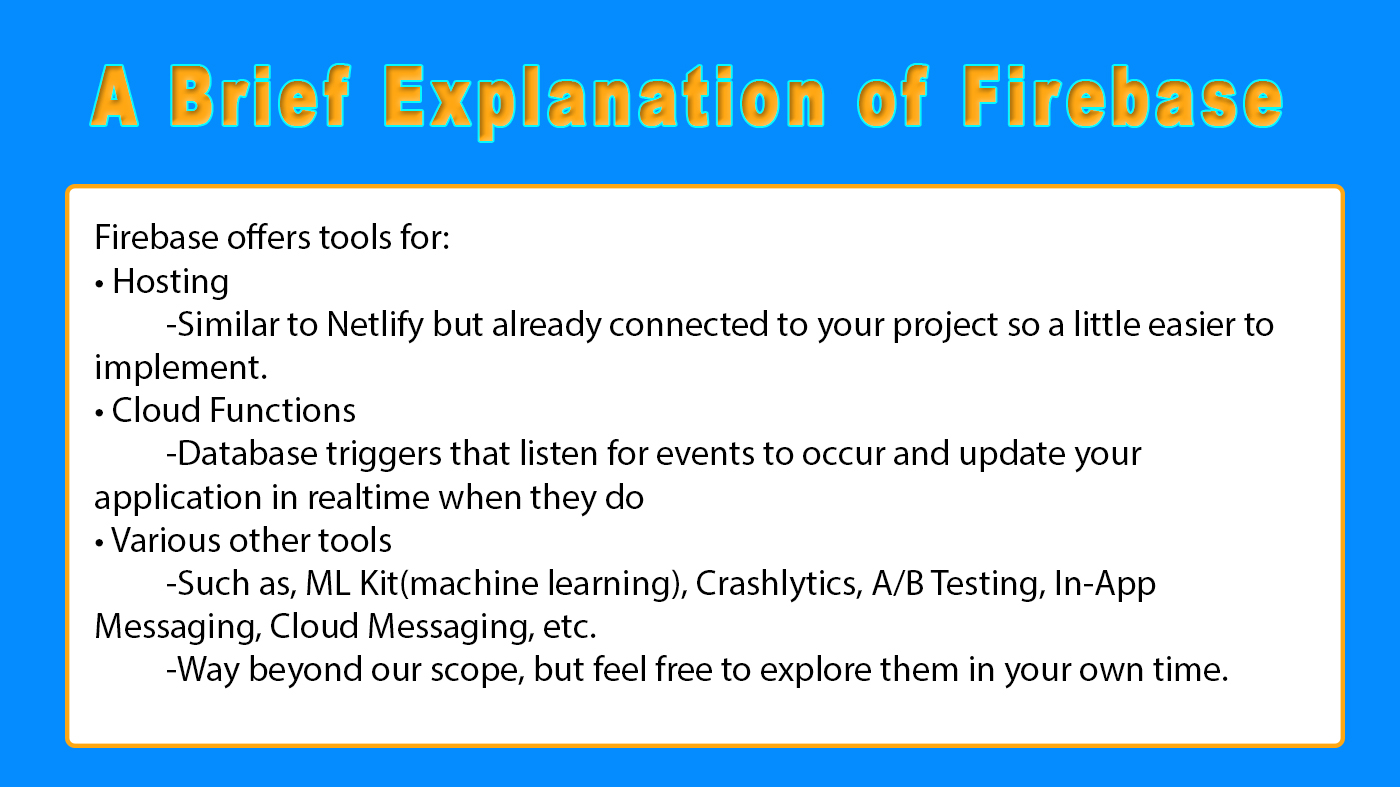 A Brief Explanation of Firebase
Firebase offers tools for:
• Hosting
-Similar to Netlify but already connected to your project so a little easier to
implement.
• Cloud Functions
-Database triggers that listen for events to occur and update your
application in realtime when they do
• Various other tools
-Such as, ML Kit(machine learning), Crashlytics, A/B Testing, In-App
Messaging, Cloud Messaging, etc.
-Way beyond our scope, but feel free to explore them in your own time.